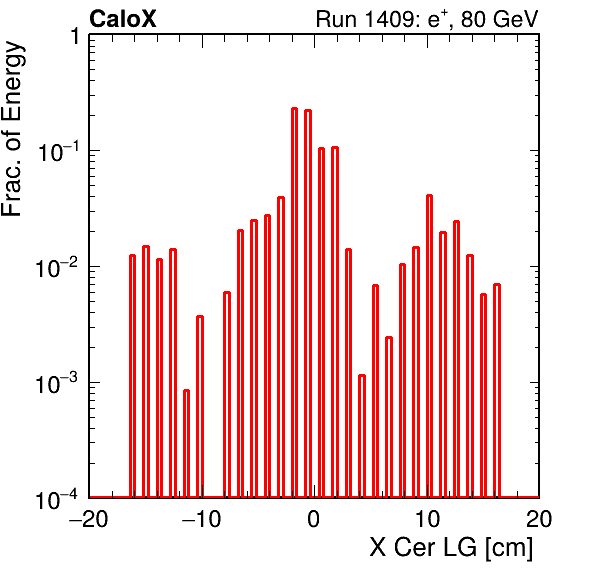 CaloX Run 1409: e⁺, 80 GeV
Frac. of Energy
1
10⁻¹
10⁻²
10⁻³
10⁻⁴
−20 −10 0 10 20
X Cer LG [cm]